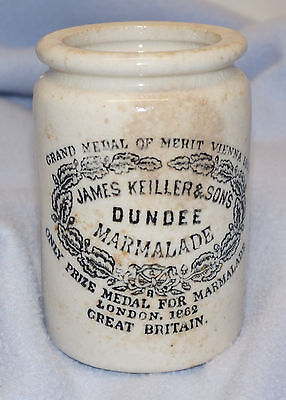 GRAND MEDAL OF MERIT VIENNA
JAMES KEILLER & SONS
DUNDEE
MARMALADE
ONLY PRIZE MEDAL FOR MARMALADE
LONDON, 1862
GREAT BRITAIN.